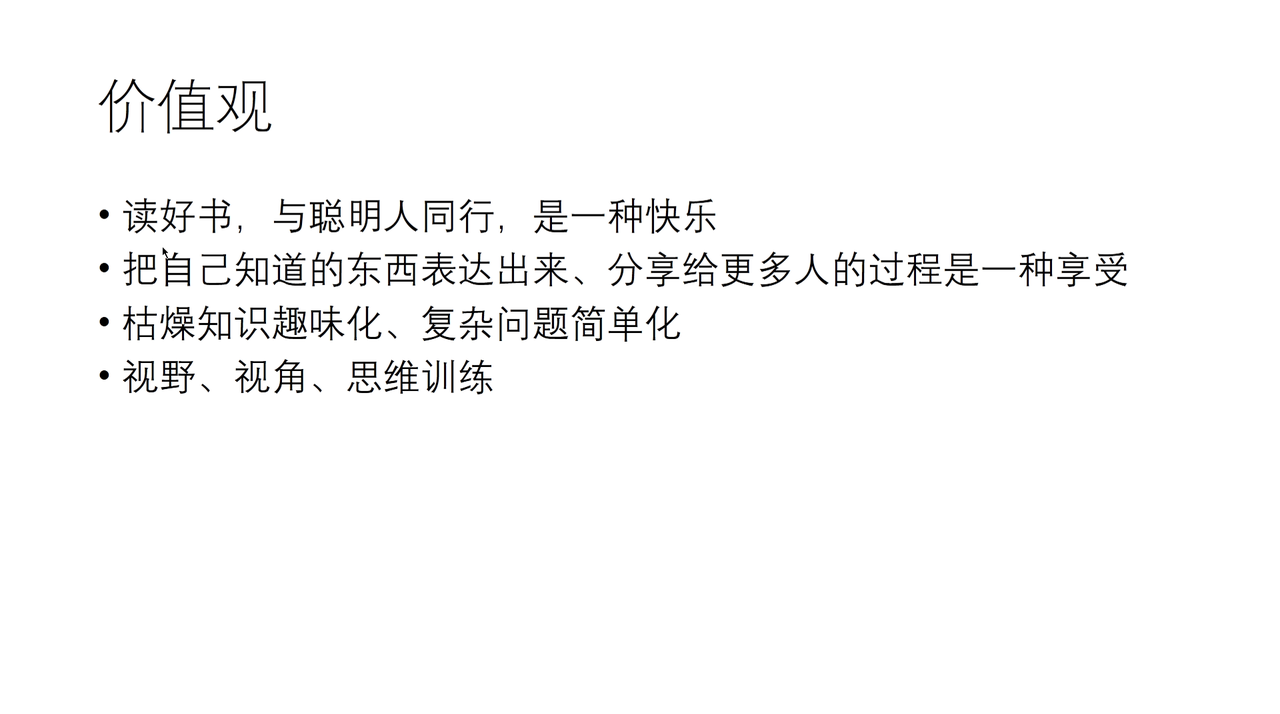 价值观
• 读好书，与聪明人同行，是一种快乐
• 把自己知道的东西表达出来、分享给更多人的过程是一种享受
• 枯燥知识趣味化、复杂问题简单化
• 视野、视角、思维训练